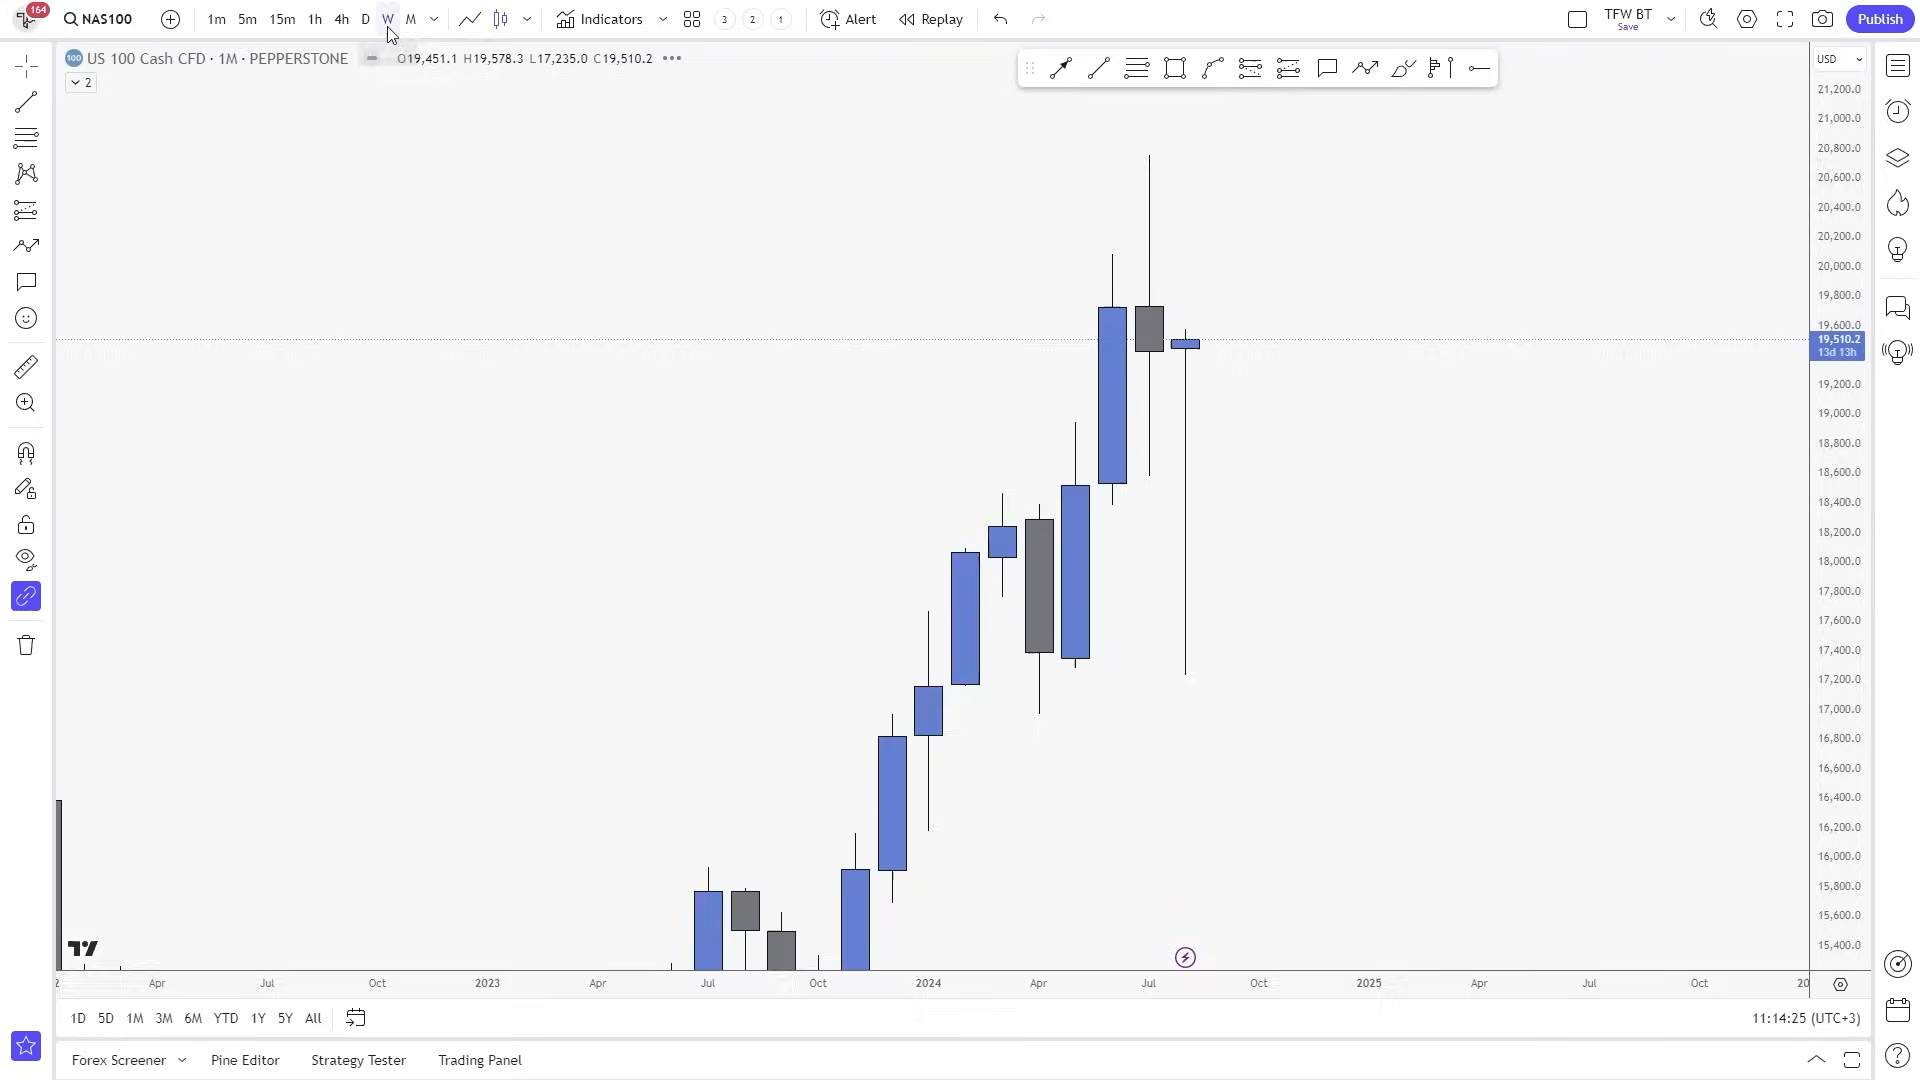 164
NAS100
1m 5m 15m 1h 4h D W M
Indicators
3 2 1
Alert
Replay
TFW BT
Save
Publish
100 US 100 Cash CFD · 1M · PEPPERSTONE O19,451.1 H19,578.3 L17,235.0 C19,510.2
2
USD
21,200.0
21,000.0
20,800.0
20,600.0
20,400.0
20,200.0
20,000.0
19,800.0
19,600.0
19,510.2
13d 13h
19,200.0
19,000.0
18,800.0
18,600.0
18,400.0
18,200.0
18,000.0
17,800.0
17,600.0
17,400.0
17,200.0
17,000.0
16,800.0
16,600.0
16,400.0
16,200.0
16,000.0
15,800.0
15,600.0
15,400.0
2 Apr Jul Oct 2023 Apr Jul Oct 2024 Apr Jul Oct 2025 Apr Jul Oct 20
1D 5D 1M 3M 6M YTD 1Y 5Y All
11:14:25 (UTC+3)
Forex Screener Pine Editor Strategy Tester Trading Panel